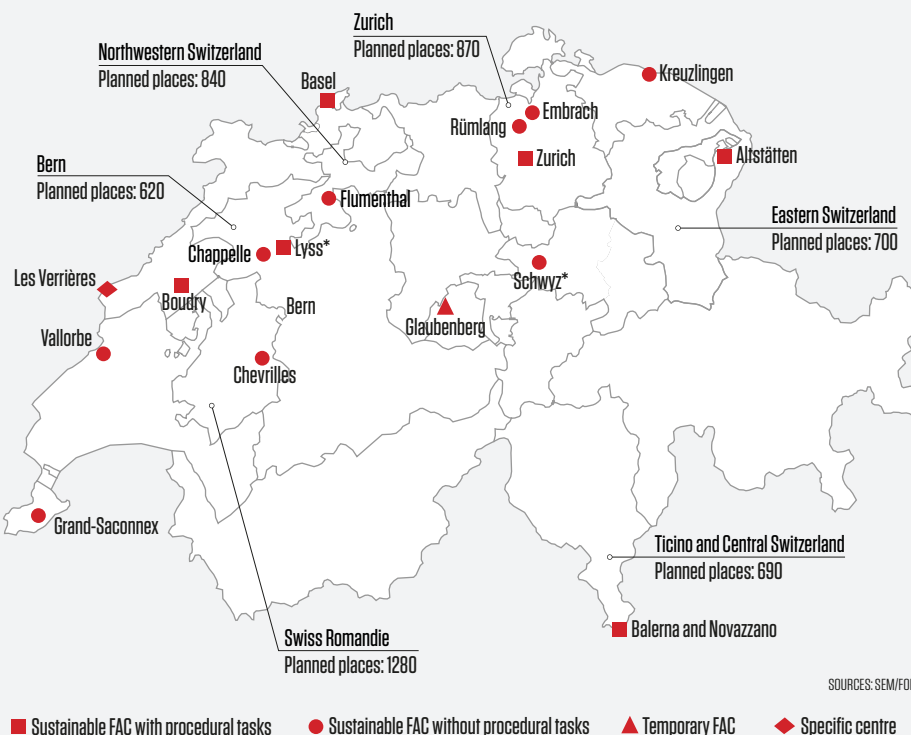 Zurich
Planned places: 870
Northwestern Switzerland
Planned places: 840
Basel
Kreuzlingen
Embrach
Rümlang
Zurich
Altstätten
Bern
Planned places: 620
Flumenthal
Eastern Switzerland
Planned places: 700
Chappelle
Lyss*
Les Verrières
Boudry
Schwyz*
Bern
Glaubenberg
Vallorbe
Chevrilles
Grand-Saconnex
Ticino and Central Switzerland
Planned places: 690
Balerna and Novazzano
Swiss Romandie
Planned places: 1280
SOURCES: SEM/FO
Sustainable FAC with procedural tasks
Sustainable FAC without procedural tasks
Temporary FAC
Specific centre